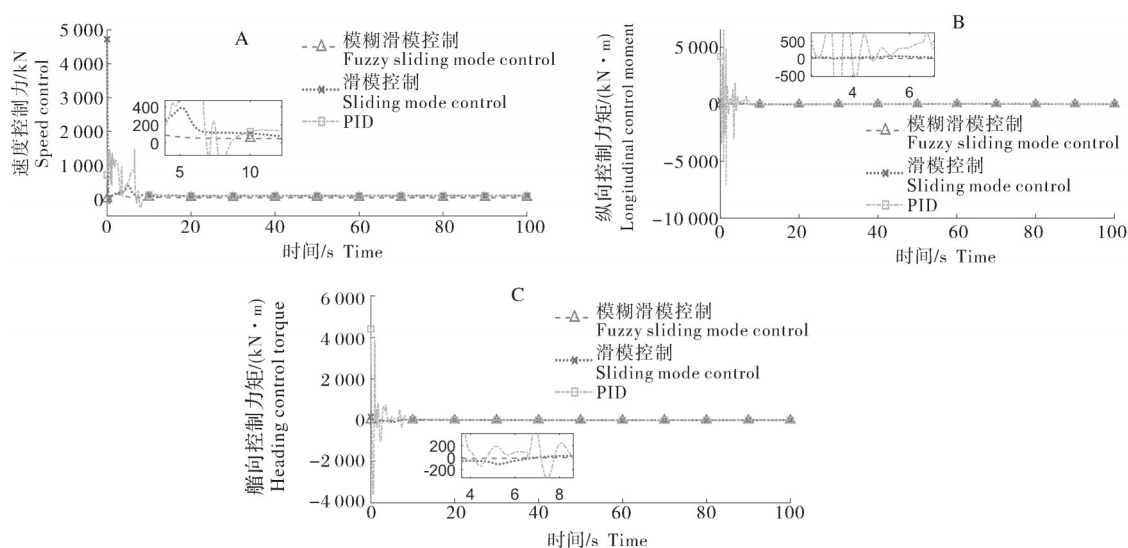 A
速度控制力/kN
Speed control
5 000
4 000
3 000
2 000
1 000
0
400
200
0
5
10
模糊滑模控制
Fuzzy sliding mode control
滑模控制
Sliding mode control
PID
0
20
40
60
80
100
时间/s Time
B
纵向控制力矩/(kN·m)
Longitudinal control moment
5 000
0
-5 000
-10 000
500
0
-500
4
6
模糊滑模控制
Fuzzy sliding mode control
滑模控制
Sliding mode control
PID
0
20
40
60
80
100
时间/s Time
C
艏向控制力矩/(kN·m)
Heading control torque
6 000
4 000
2 000
0
-2 000
-4 000
200
0
-200
4
6
8
模糊滑模控制
Fuzzy sliding mode control
滑模控制
Sliding mode control
PID
0
20
40
60
80
100
时间/s Time